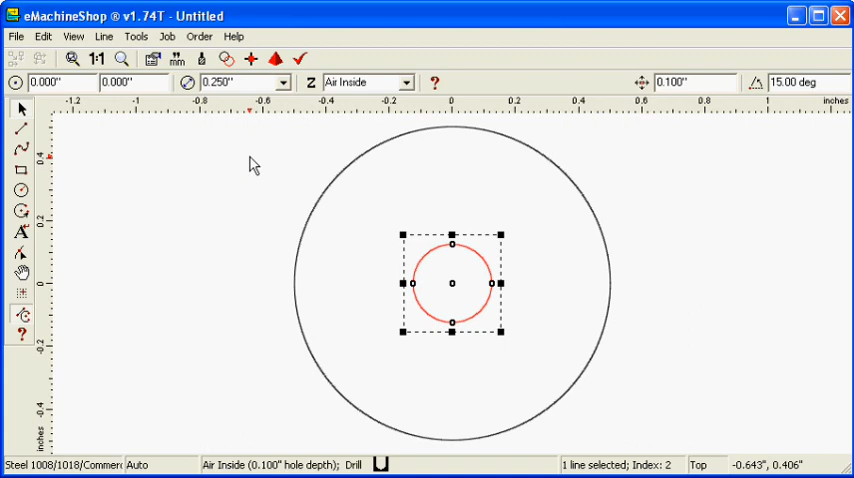 eMachineShop ® v1.74T - Untitled
File Edit View Line Tools Job Order Help
1:1 mm
0.000" 0.000" 0.250" Z Air Inside ? 0.100" 15.00 deg
-1.2 -1 -0.8 -0.6 -0.4 -0.2 0 0.2 0.4 0.6 0.8 1 inches
0.4
0.2
A
0
?
-0.2
-0.4
inches
Steel 1008/1018/Commerc Auto Air Inside (0.100" hole depth); Drill 1 line selected; Index: 2 Top -0.643", 0.406"